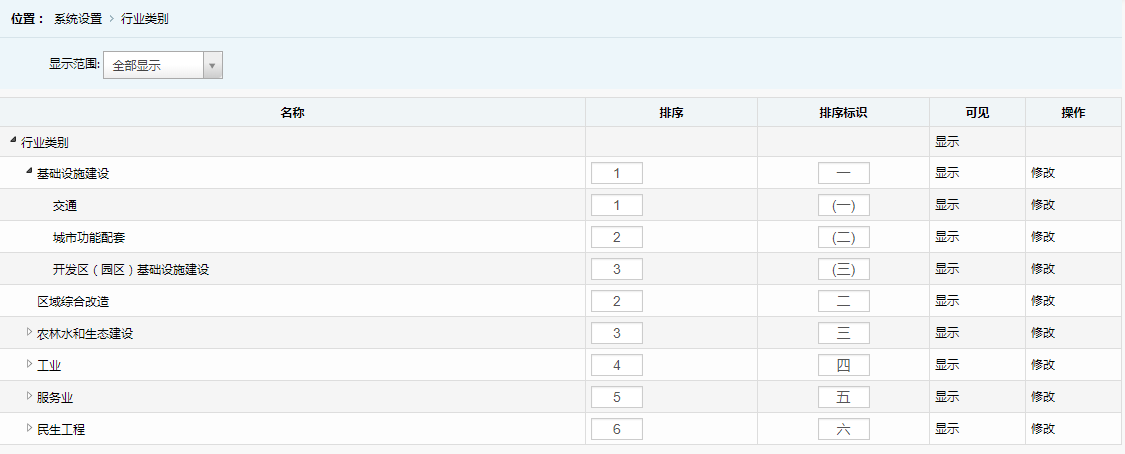 位置： 系统设置 > 行业类别
显示范围: 全部显示
名称 排序 排序标识 可见 操作
行业类别 显示
基础设施建设 1 一 显示 修改
交通 1 (一) 显示 修改
城市功能配套 2 (二) 显示 修改
开发区（园区）基础设施建设 3 (三) 显示 修改
区域综合改造 2 二 显示 修改
农林水和生态建设 3 三 显示 修改
工业 4 四 显示 修改
服务业 5 五 显示 修改
民生工程 6 六 显示 修改